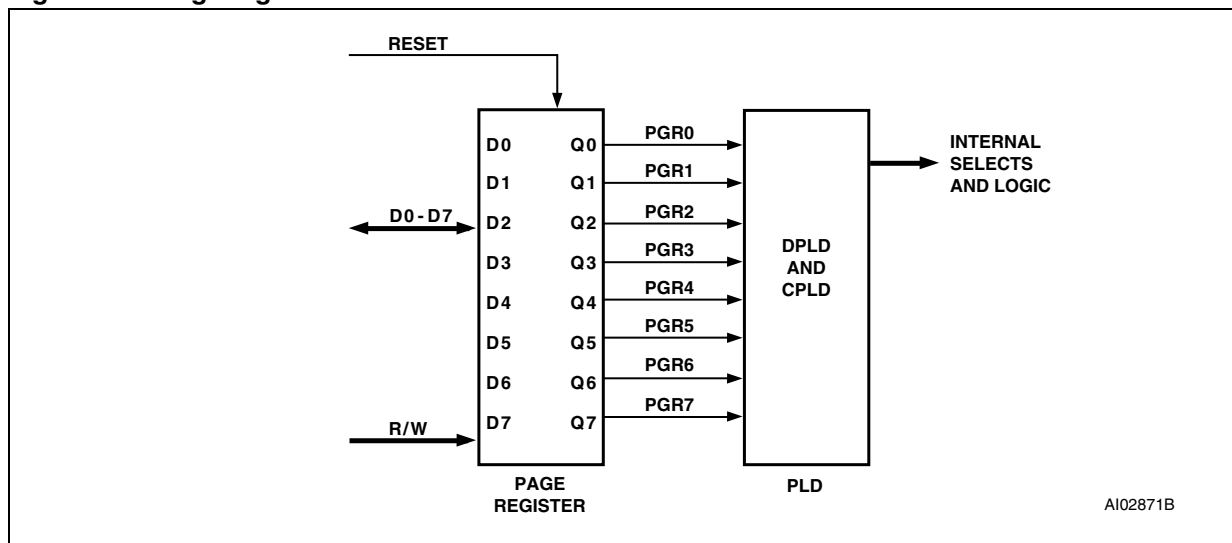 RESET
D0 Q0 PGR0
D1 Q1 PGR1
D0-D7 D2 Q2 PGR2
D3 Q3 PGR3
D4 Q4 PGR4
D5 Q5 PGR5
D6 Q6 PGR6
R/W D7 Q7 PGR7
DPLD
AND
CPLD
INTERNAL
SELECTS
AND LOGIC
PAGE
REGISTER
PLD
AI02871B